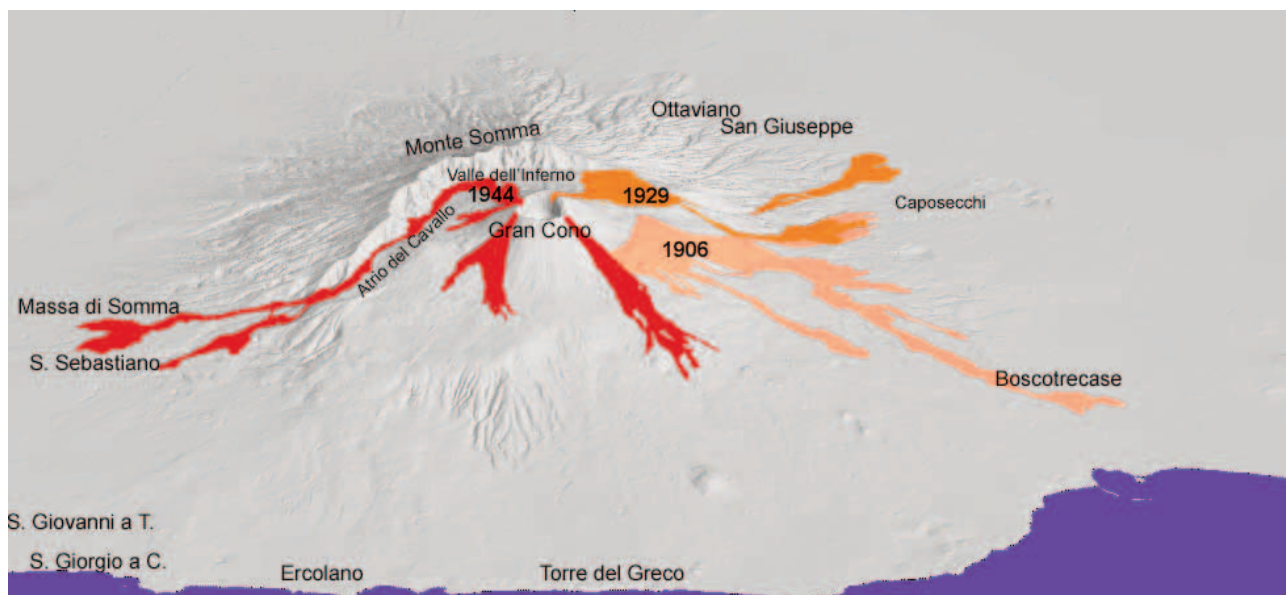 Ottaviano
San Giuseppe
Monte Somma
Valle dell'Inferno
1944
1929
Caposecchi
Atrio del Cavallo
Gran Cono
1906
Massa di Somma
S. Sebastiano
Boscotrecase
S. Giovanni a T.
S. Giorgio a C.
Ercolano
Torre del Greco